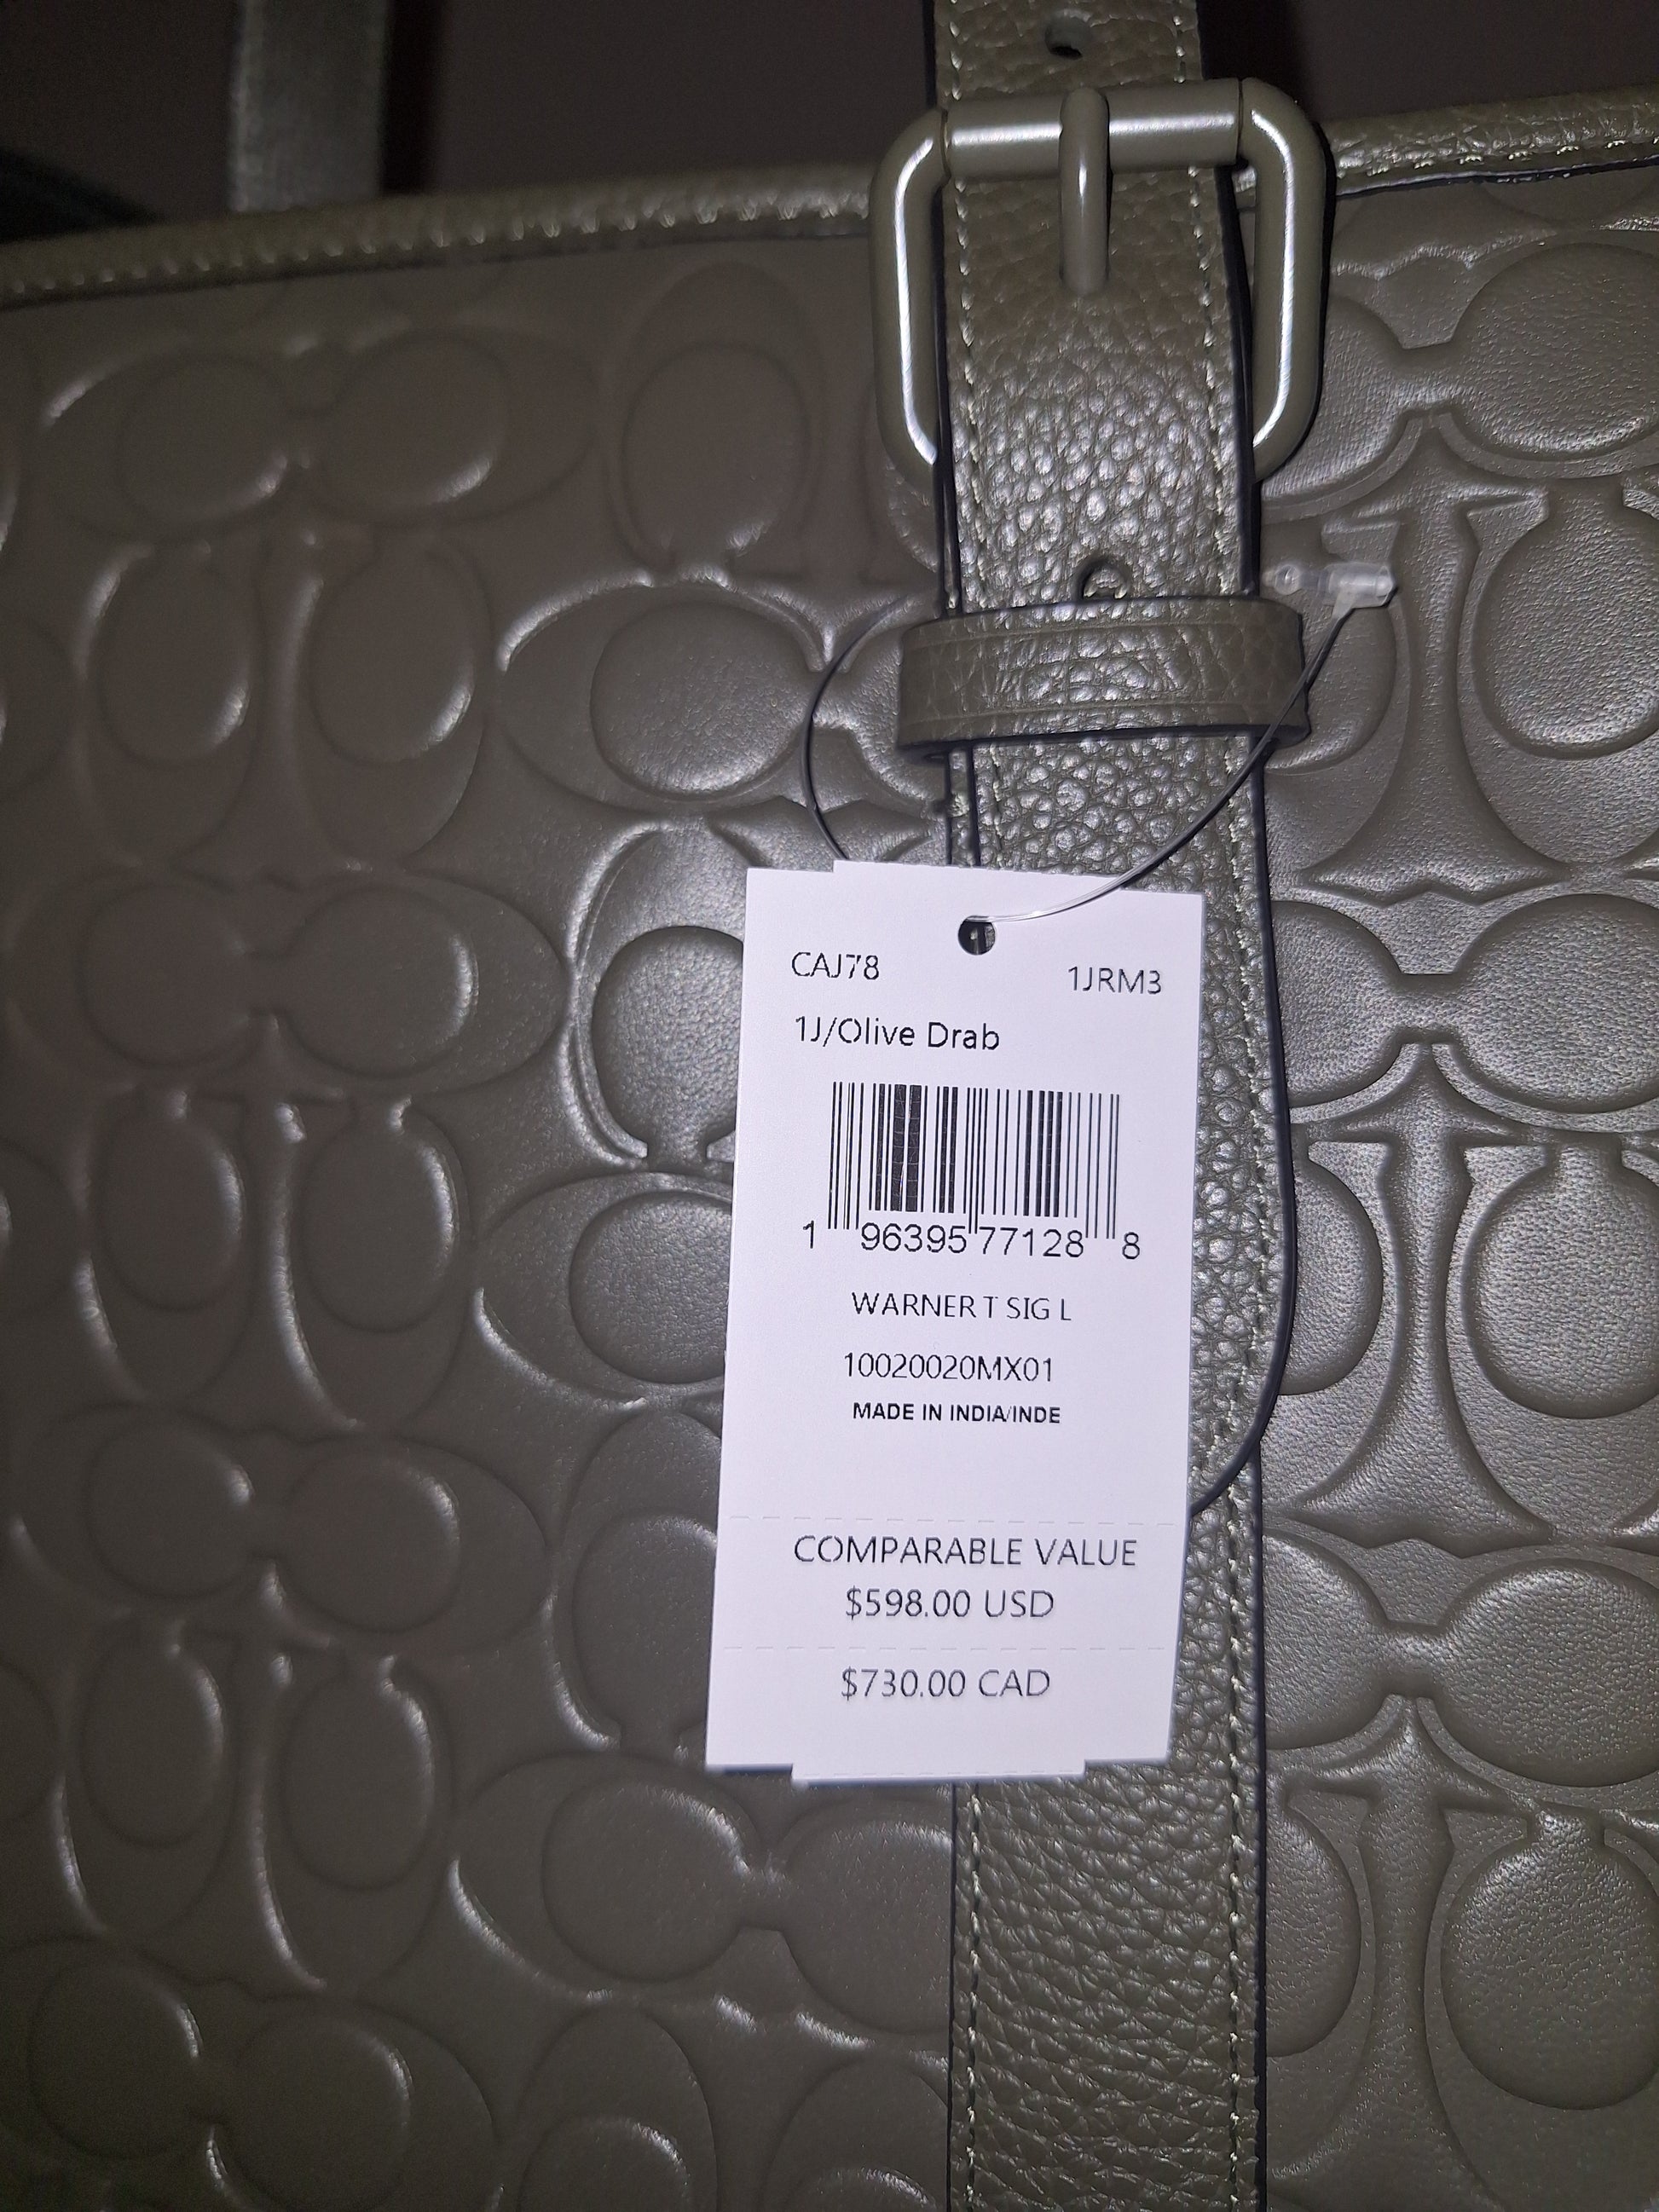 CAJ78 1JRM3
1J/Olive Drab
1 96395 77128 8
WARNER T SIG L
10020020MX01
MADE IN INDIA/INDE
COMPARABLE VALUE
$598.00 USD
$730.00 CAD